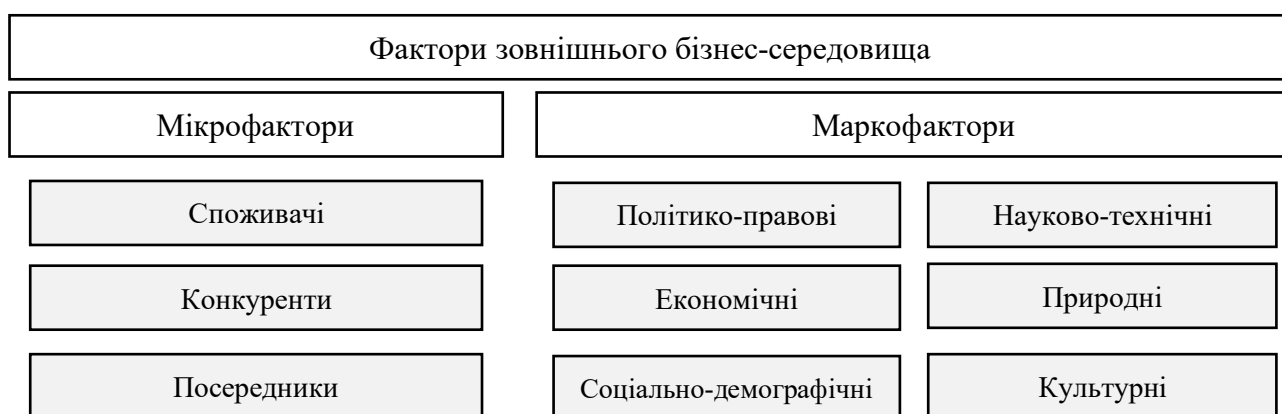 Фактори зовнішнього бізнес-середовища
Мікрофактори
Маркофактори
Споживачі
Політико-правові
Науково-технічні
Конкуренти
Економічні
Природні
Посередники
Соціально-демографічні
Культурні